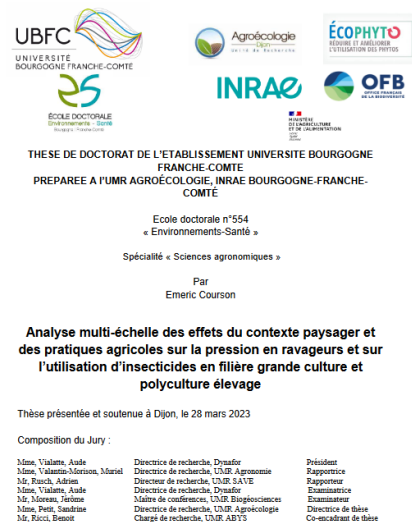 UBFC
UNIVERSITÉ
BOURGOGNE FRANCHE-COMTÉ
ÉCOLE DOCTORALE
Environnements - Santé
Bourgogne Franche-Comté
Agroécologie
Dijon
Unité de Recherche
ÉCOPHYTO
RÉDUIRE ET AMÉLIORER
L'UTILISATION DES PHYTOS
INRAE
OFB
OFFICE FRANÇAIS
DE LA BIODIVERSITÉ
MINISTÈRE
DE L'AGRICULTURE
ET DE L'ALIMENTATION
THESE DE DOCTORAT DE L'ETABLISSEMENT UNIVERSITE BOURGOGNE
FRANCHE-COMTE
PREPAREE A l'UMR AGROÉCOLOGIE, INRAE BOURGOGNE-FRANCHE-
COMTÉ
Ecole doctorale n°554
« Environnements-Santé »
Spécialité « Sciences agronomiques »
Par
Emeric Courson
Analyse multi-échelle des effets du contexte paysager et
des pratiques agricoles sur la pression en ravageurs et sur
l'utilisation d'insecticides en filière grande culture et
polyculture élevage
Thèse présentée et soutenue à Dijon, le 28 mars 2023
Composition du Jury :
Mme, Vialatte, Aude Directrice de recherche, Dynafor Président
Mme, Valantin-Morison, Muriel Directrice de recherche, UMR Agronomie Rapportrice
Mr, Rusch, Adrien Directeur de recherche, UMR SAVE Rapporteur
Mme, Vialatte, Aude Directrice de recherche, Dynafor Examinatrice
Mr, Moreau, Jérôme Maître de conférences, UMR Biogéosciences Examinateur
Mme, Petit, Sandrine Directrice de recherche, UMR Agroécologie Directrice de thèse
Mr, Ricci, Benoit Chargé de recherche, UMR ABYS Co-encadrant de thèse